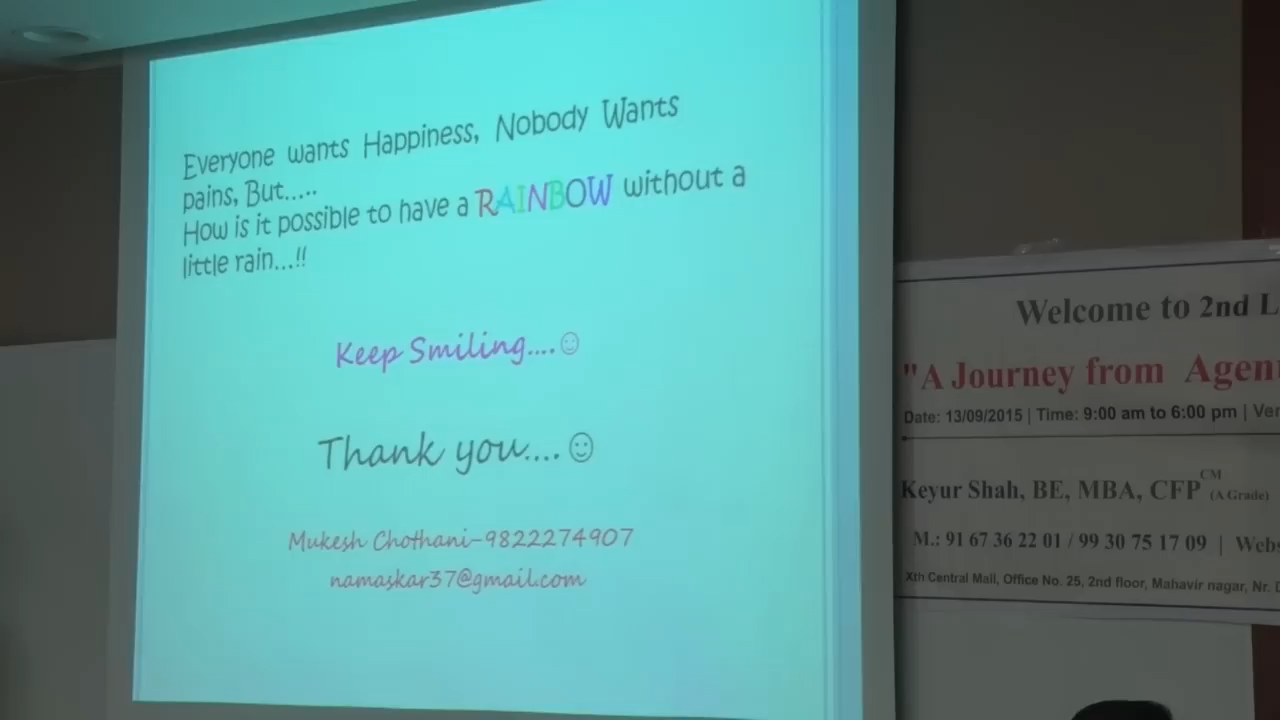 Everyone wants Happiness, Nobody Wants
pains, But.....
How is it possible to have a RAINBOW without a
little rain...!!
Keep Smiling....☺
Thank you....☺
Mukesh Chothani-9822274907
namaskar37@gmail.com
Welcome to 2nd L
"A Journey from Agen
Date: 13/09/2015 | Time: 9:00 am to 6:00 pm | Ver
Keyur Shah, BE, MBA, CFP CM (A Grade)
M.: 91 67 36 22 01 / 99 30 75 17 09 | Webs
Xth Central Mall, Office No. 25, 2nd floor, Mahavir nagar, Nr.